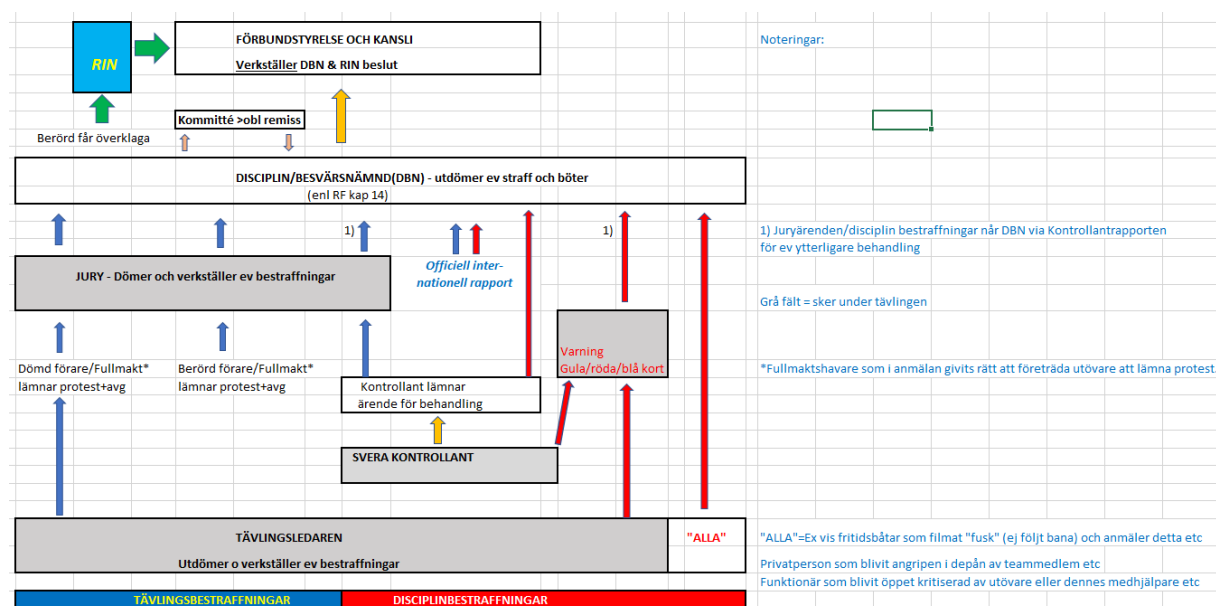 FÖRBUNDSTYRELSE OCH KANSLI
Noteringar:
RIN
Verkställer DBN & RIN beslut
Kommitté >obl remiss
Berörd får överklaga
DISCIPLIN/BESVÄRSNÄMND(DBN) - utdömer ev straff och böter
(enl RF kap 14)
1)
1)
1) Juryärenden/disciplin bestraffningar når DBN via Kontrollantrapporten
för ev ytterligare behandling
JURY - Dömer och verkställer ev bestraffningar
Officiell inter-
nationell rapport
Grå fält = sker under tävlingen
Varning
Gula/röda/blå kort
Dömd förare/Fullmakt*
lämnar protest+avg
Berörd förare/Fullmakt*
lämnar protest+avg
*Fullmaktshavare som i anmälan givits rätt att företräda utövare att lämna protest.
Kontrollant lämnar
ärende för behandling
SVERA KONTROLLANT
TÄVLINGSLEDAREN
Utdömer o verkställer ev bestraffningar
"ALLA"
"ALLA"=Ex vis fritidsbåtar som filmat "fusk" (ej följt bana) och anmäler detta etc
Privatperson som blivit angripen i depån av teammedlem etc
Funktionär som blivit öppet kritiserad av utövare eller dennes medhjälpare etc
TÄVLINGSBESTRAFFNINGAR
DISCIPLINBESTRAFFNINGAR